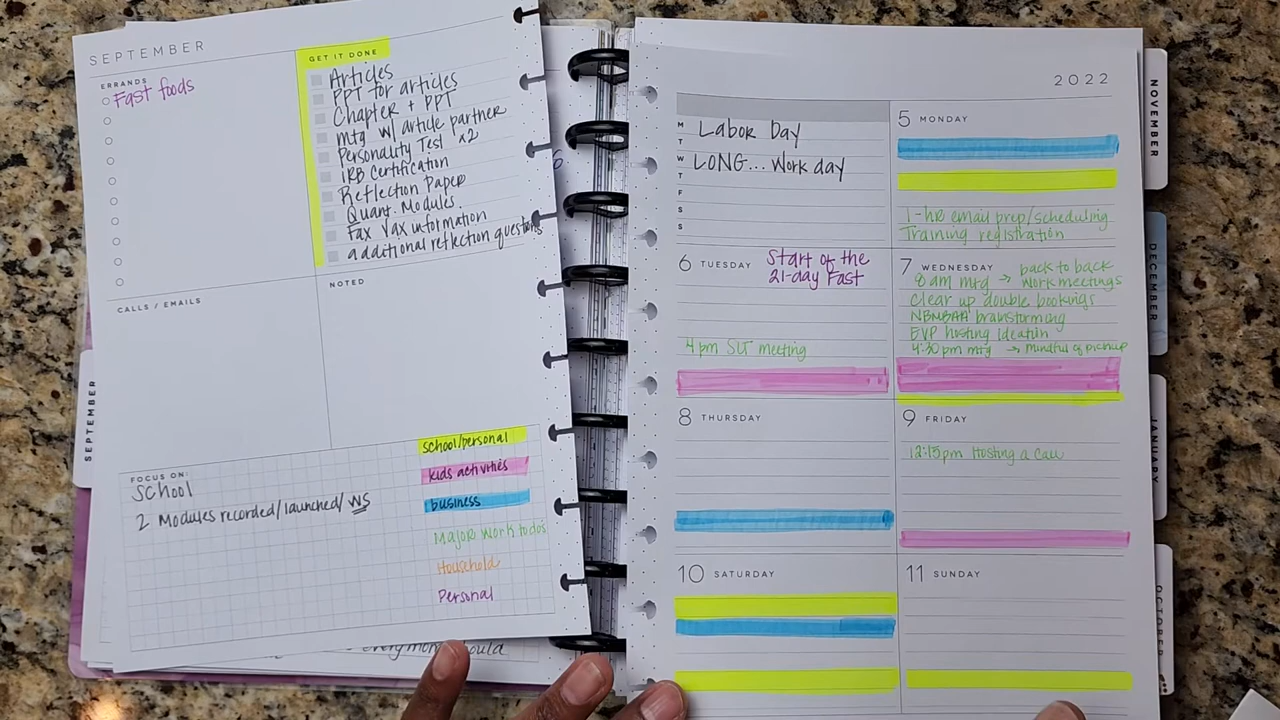 SEPTEMBER
ERRANDS
Fast foods
GET IT DONE
Articles
PPT for articles
Chapter + PPT
mtg w/ article partner
Personality Test x2
IRB Certification
Reflection Paper
Quant. Modules.
Fax Vax information
additional reflection questions
CALLS / EMAILS
NOTED
FOCUS ON:
School
2 Modules recorded/launched/WS
school/personal
kids activities
business
Major work todos
Household
Personal
everymom should
SEPTEMBER
2022
M
T
W
T
F
S
S
Labor Day
LONG... Work day
5 MONDAY
1-hr email prep/scheduling
Training registration
6 TUESDAY
Start of the
21-day Fast
4pm SLT meeting
7 WEDNESDAY
8am mtg → back to back
work meetings
Clear up double bookings
NBMBAA brainstorming
EVP hosting Ideation
4:30pm mtg → Mindful of pickup
8 THURSDAY
9 FRIDAY
12:15pm Hosting a Call
10 SATURDAY
11 SUNDAY
NOVEMBER
DECEMBER
JANUARY
OCTOBER